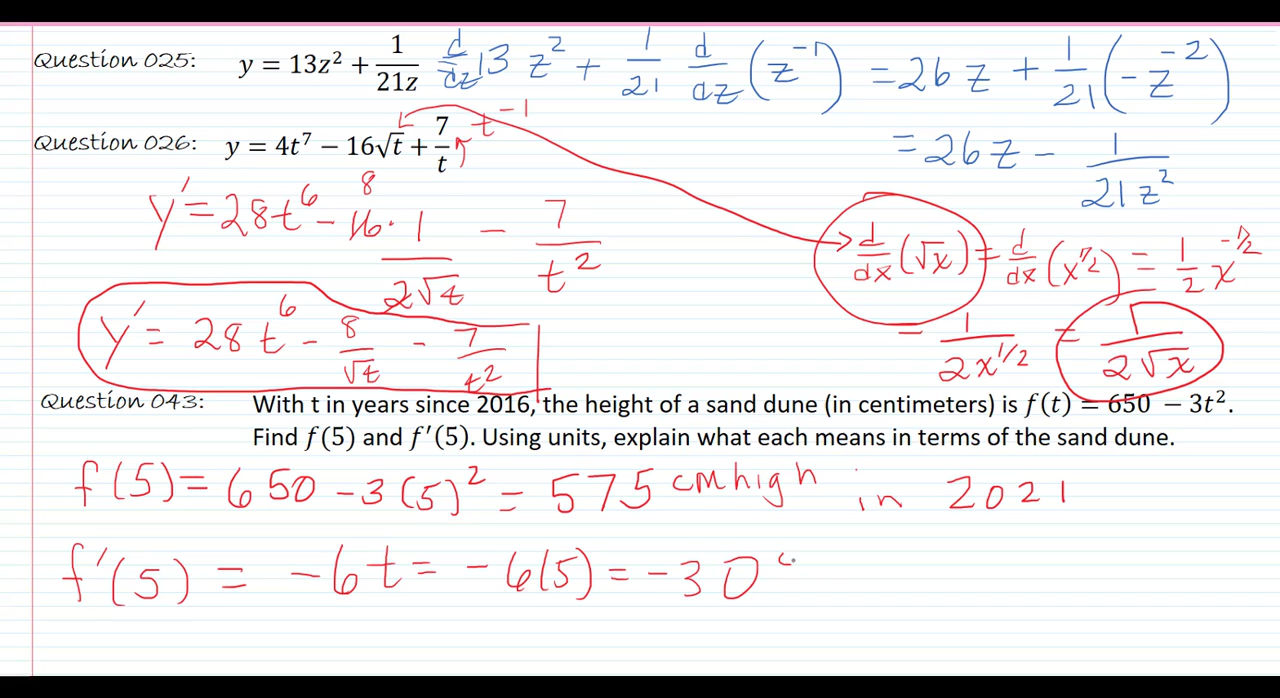 Question 025: y = 13z² + 1/21z d/dz 13 z² + 1/21 d/dz (z⁻¹) = 26z + 1/21 (-z⁻²)
= 26z - 1/21z²
Question 026: y = 4t⁷ − 16√t + 7/t t⁻¹
y' = 28t⁶ - 16 8 · 1/2√t - 7/t²
d/dx (√x) = d/dx (x^1/2) = 1/2 x^-1/2
= 1/2x^1/2 = 1/2√x
y' = 28t⁶ - 8/√t - 7/t²
Question 043: With t in years since 2016, the height of a sand dune (in centimeters) is f(t) = 650 − 3t².
Find f(5) and f′(5). Using units, explain what each means in terms of the sand dune.
f(5) = 650 - 3(5)² = 575 cm high in 2021
f'(5) = -6t = -6(5) = -30